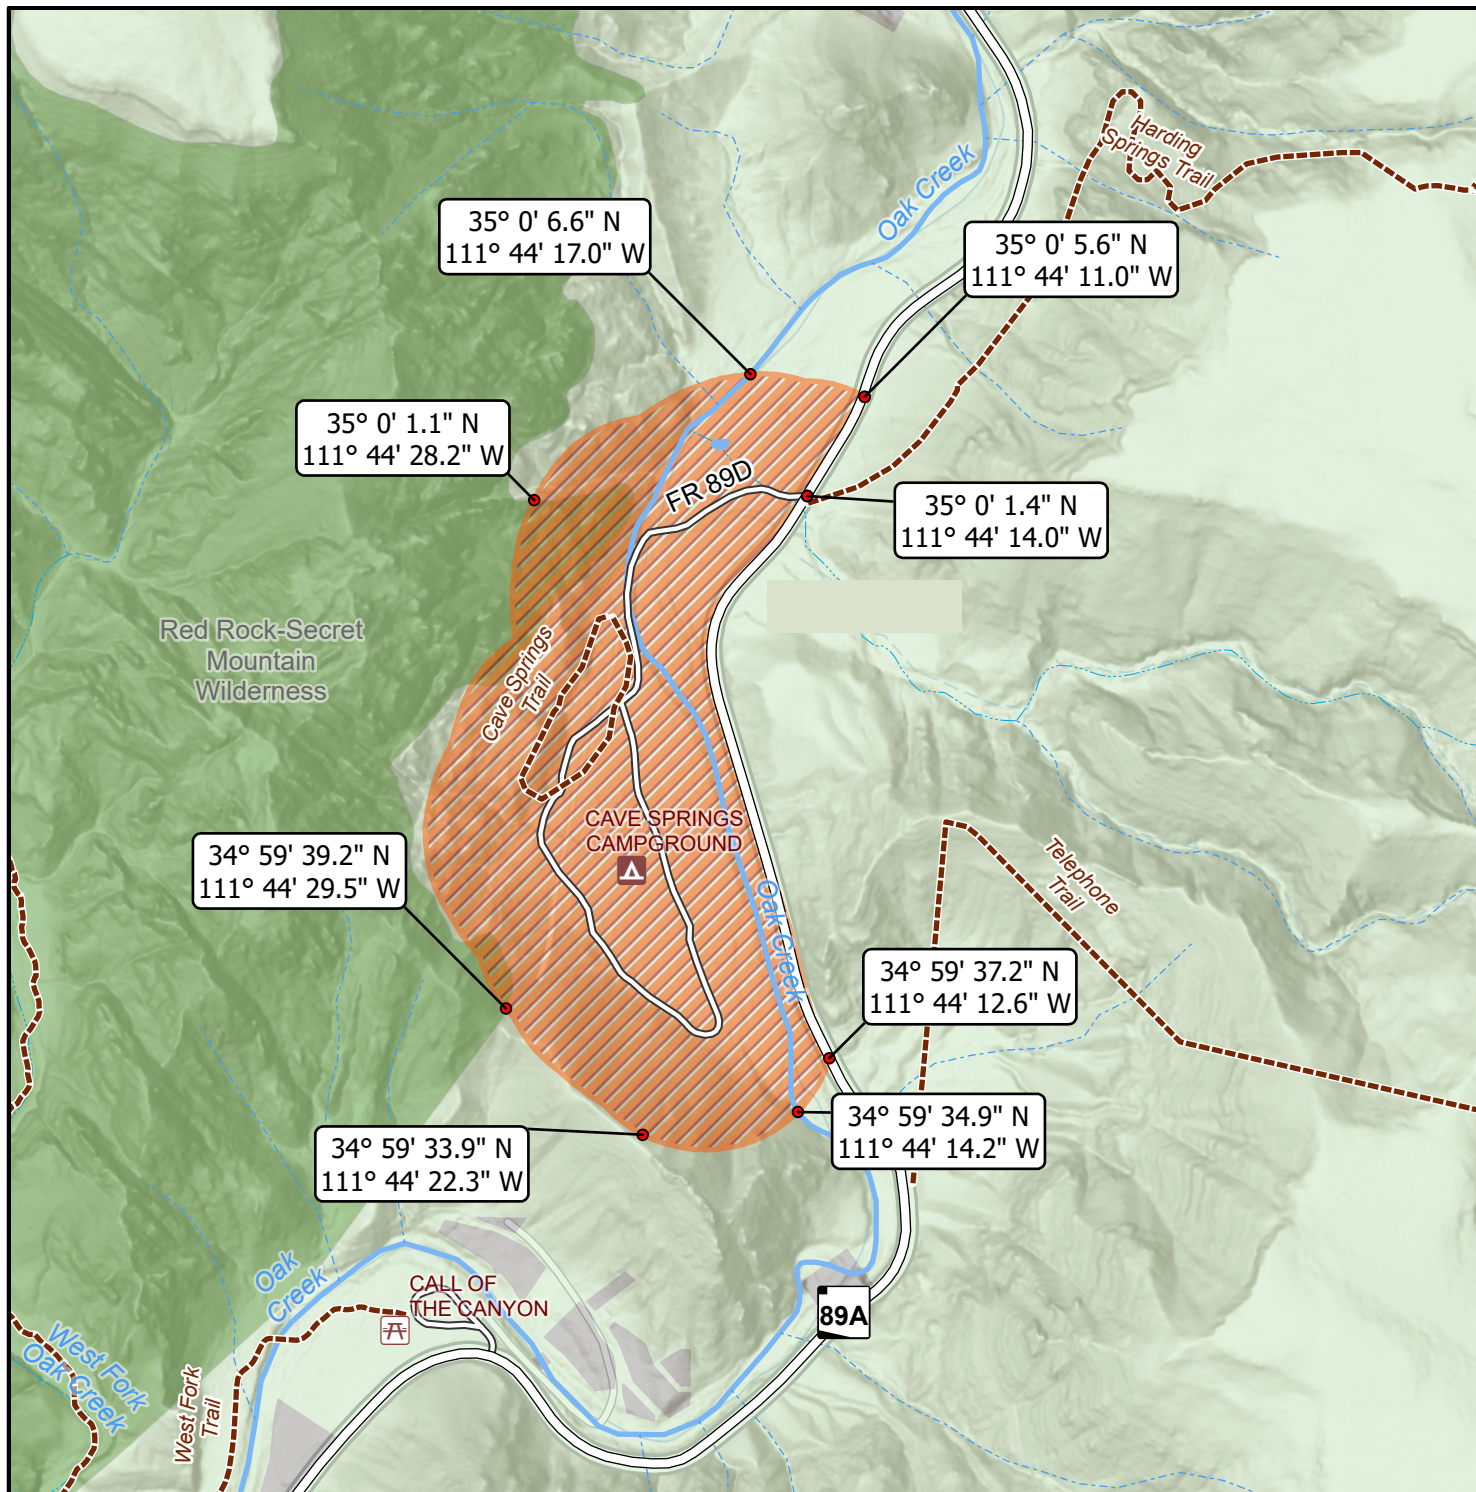 Harding
Springs Trail
Oak Creek
35° 0' 6.6" N
111° 44' 17.0" W
35° 0' 5.6" N
111° 44' 11.0" W
35° 0' 1.1" N
111° 44' 28.2" W
FR 89D
35° 0' 1.4" N
111° 44' 14.0" W
Red Rock-Secret
Mountain
Wilderness
Cave Springs
Trail
CAVE SPRINGS
CAMPGROUND
34° 59' 39.2" N
111° 44' 29.5" W
Telephone
Trail
Oak Creek
34° 59' 37.2" N
111° 44' 12.6" W
34° 59' 34.9" N
111° 44' 14.2" W
34° 59' 33.9" N
111° 44' 22.3" W
Oak
Creek
CALL OF
THE CANYON
89A
West Fork
Oak Creek
West Fork
Trail